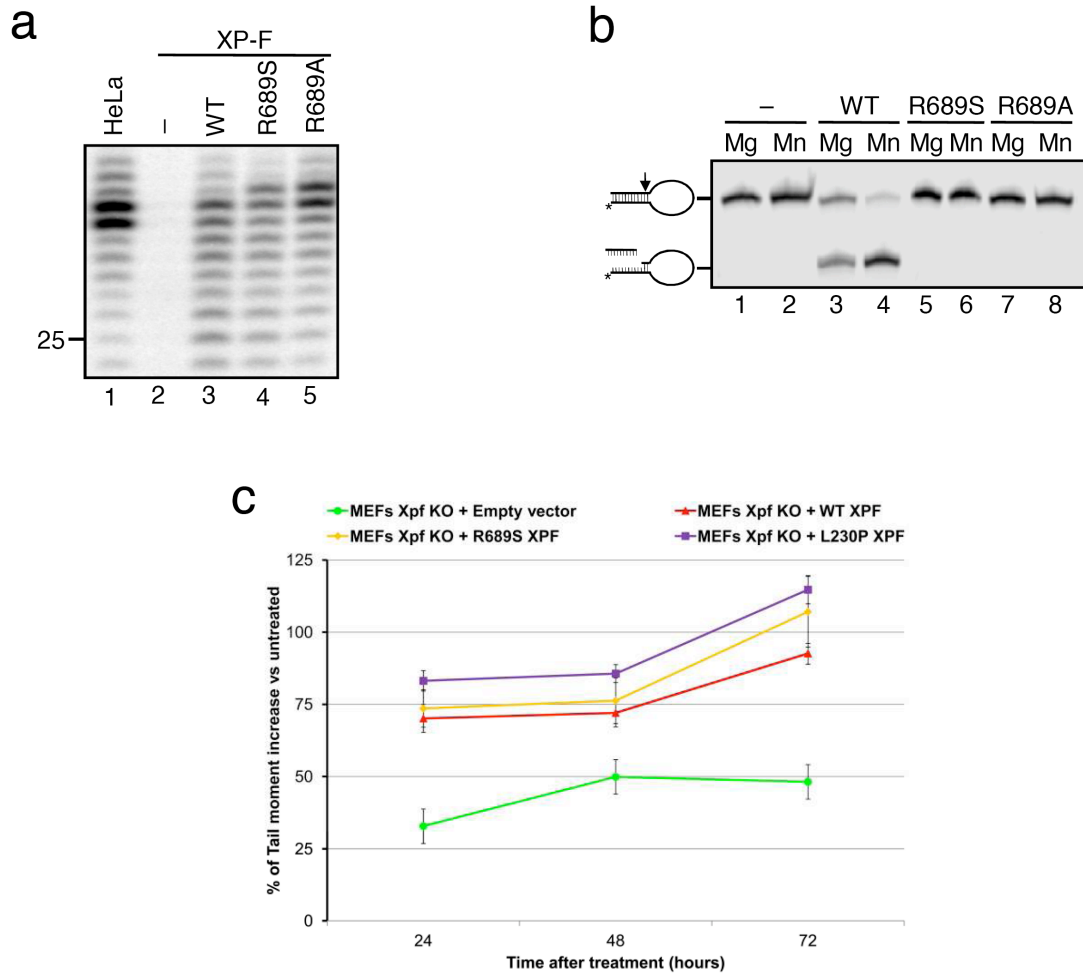 a
XP-F
HeLa
–
WT
R689S
R689A
25
1 2 3 4 5
b
– WT R689S R689A
Mg Mn Mg Mn Mg Mn Mg Mn
*
*
1 2 3 4 5 6 7 8
c
MEFs Xpf KO + Empty vector
MEFs Xpf KO + WT XPF
MEFs Xpf KO + R689S XPF
MEFs Xpf KO + L230P XPF
% of Tail moment increase vs untreated
125
100
75
50
25
0
24 48 72
Time after treatment (hours)